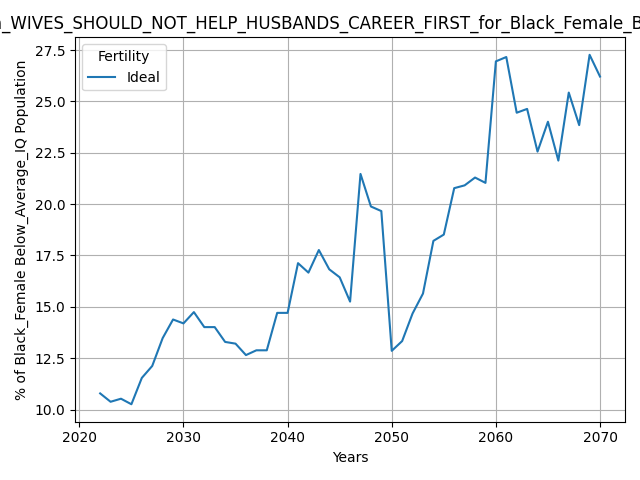 _WIVES_SHOULD_NOT_HELP_HUSBANDS_CAREER_FIRST_for_Black_Female_B
% of Black_Female Below_Average_IQ Population
27.5
25.0
22.5
20.0
17.5
15.0
12.5
10.0
Fertility
Ideal
2020
2030
2040
2050
2060
2070
Years